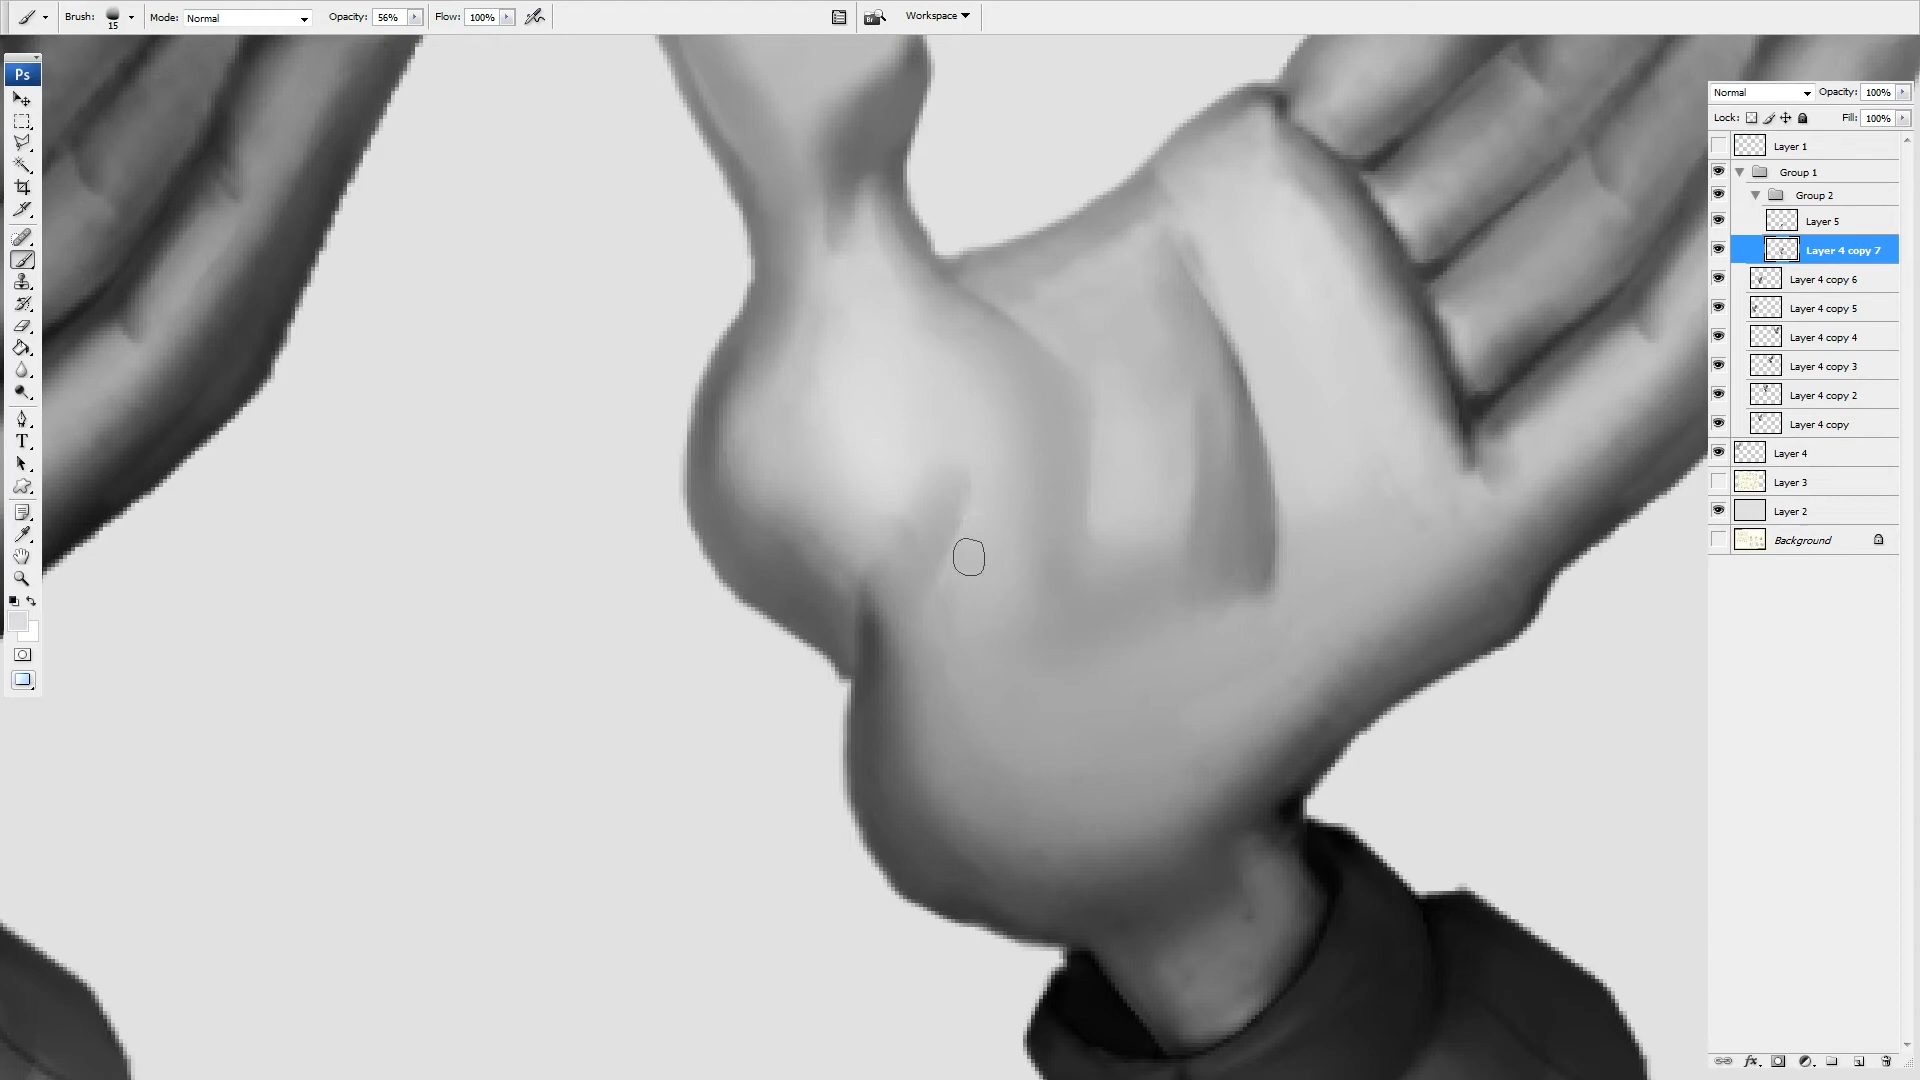 Brush: 15 Mode: Normal Opacity: 56% Flow: 100% Br Workspace
Ps
T
Normal Opacity: 100%
Lock: Fill: 100%
Layer 1
Group 1
Group 2
Layer 5
Layer 4 copy 7
Layer 4 copy 6
Layer 4 copy 5
Layer 4 copy 4
Layer 4 copy 3
Layer 4 copy 2
Layer 4 copy
Layer 4
Layer 3
Layer 2
Background
fx